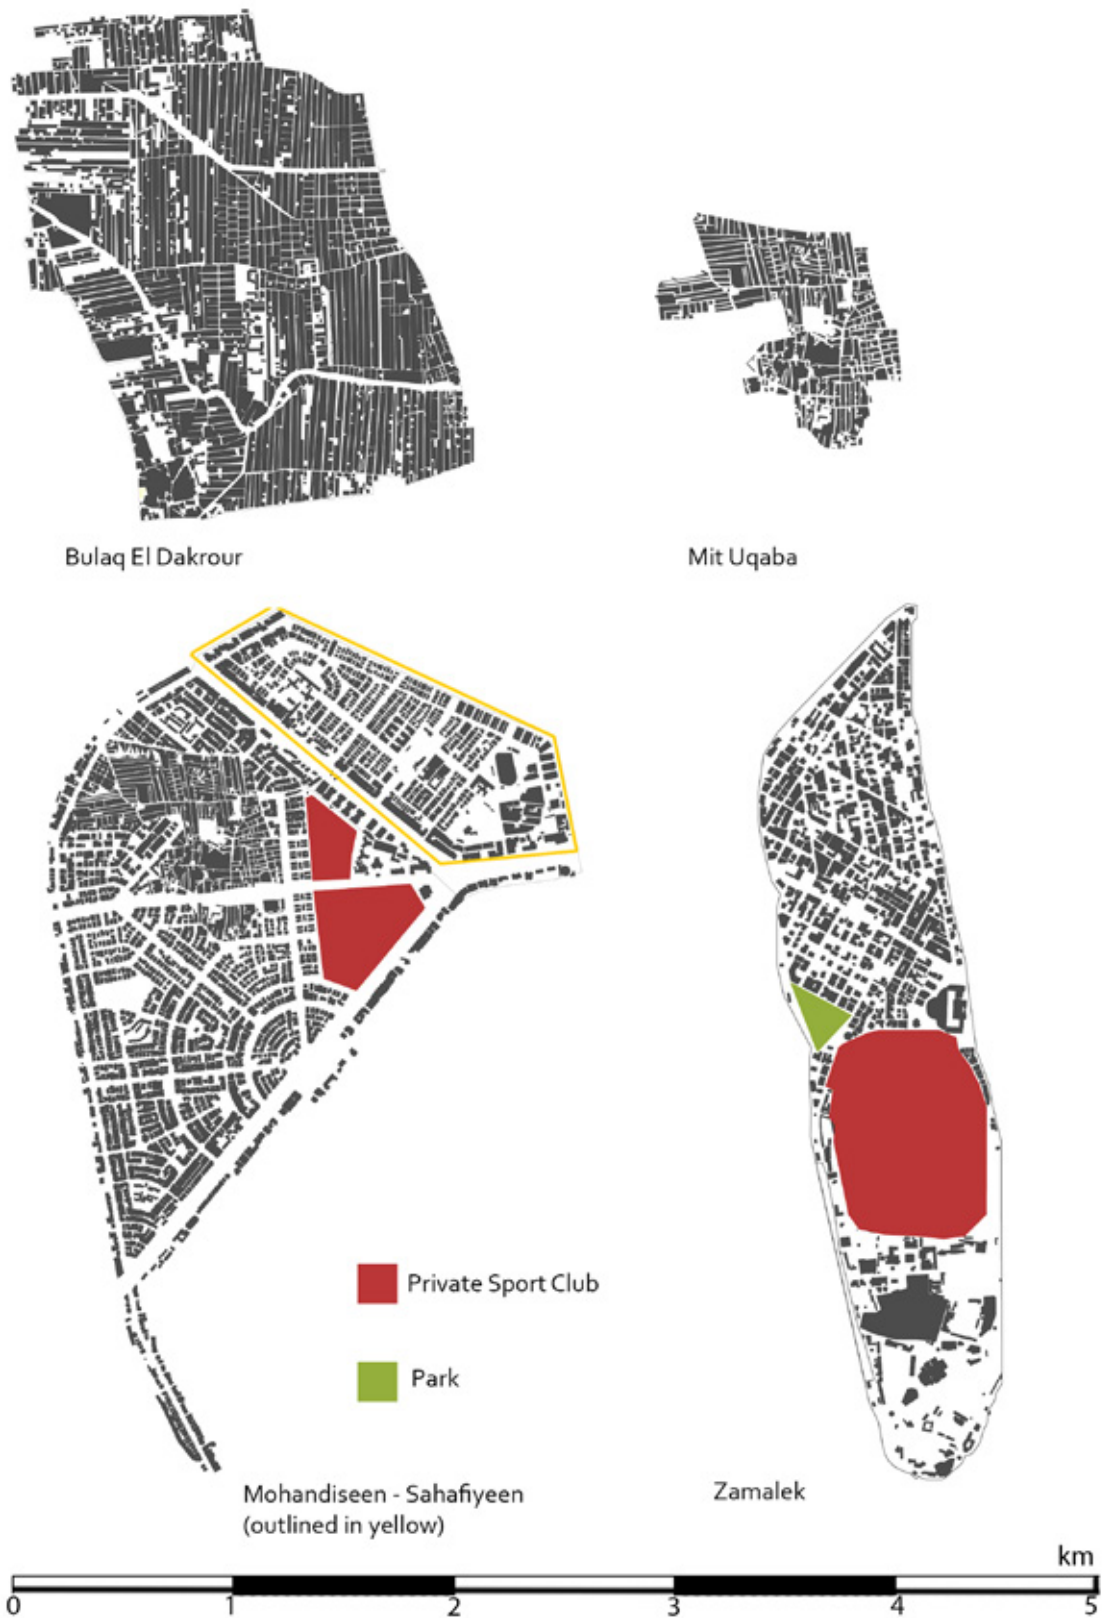 Bulaq El Dakrour
Mit Uqaba
Private Sport Club
Park
Mohandiseen - Sahafiyeen
(outlined in yellow)
Zamalek
km
0 1 2 3 4 5